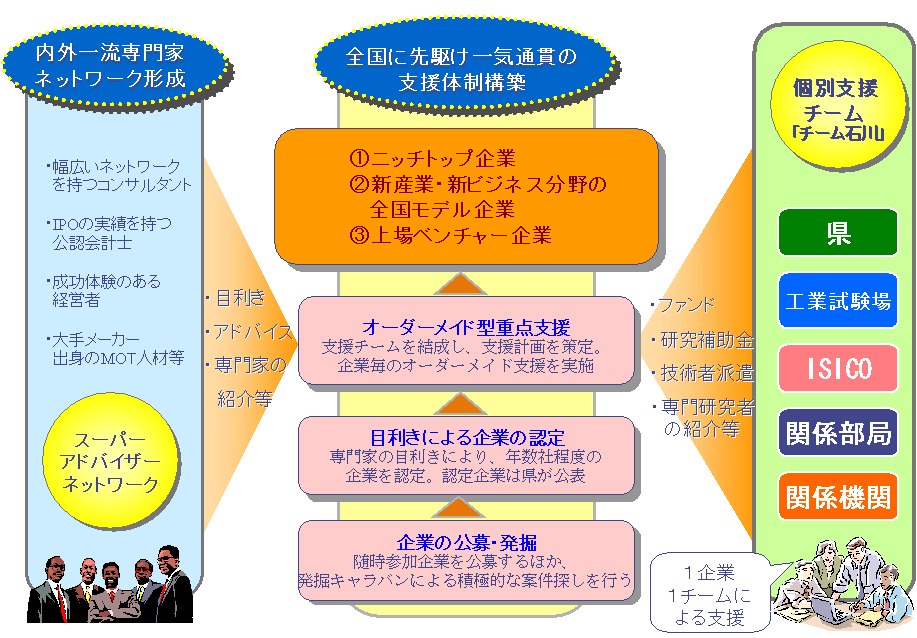 内外一流専門家
ネットワーク形成
・幅広いネットワーク
を持つコンサルタント
・IPOの実績を持つ
公認会計士
・成功体験のある
経営者
・大手メーカー
出身のMOT人材等
スーパー
アドバイザー
ネットワーク
・目利き
・アドバイス
・専門家の
紹介等
全国に先駆け一気通貫の
支援体制構築
①ニッチトップ企業
②新産業・新ビジネス分野の
全国モデル企業
③上場ベンチャー企業
オーダーメイド型重点支援
支援チームを結成し、支援計画を策定。
企業毎のオーダーメイド支援を実施
目利きによる企業の認定
専門家の目利きにより、年数社程度の
企業を認定。認定企業は県が公表
企業の公募・発掘
随時参加企業を公募するほか、
発掘キャラバンによる積極的な案件探しを行う
・ファンド
・研究補助金
・技術者派遣
・専門研究者
の紹介等
個別支援
チーム
「チーム石川」
県
工業試験場
ISICO
関係部局
関係機関
1企業
1チームに
よる支援